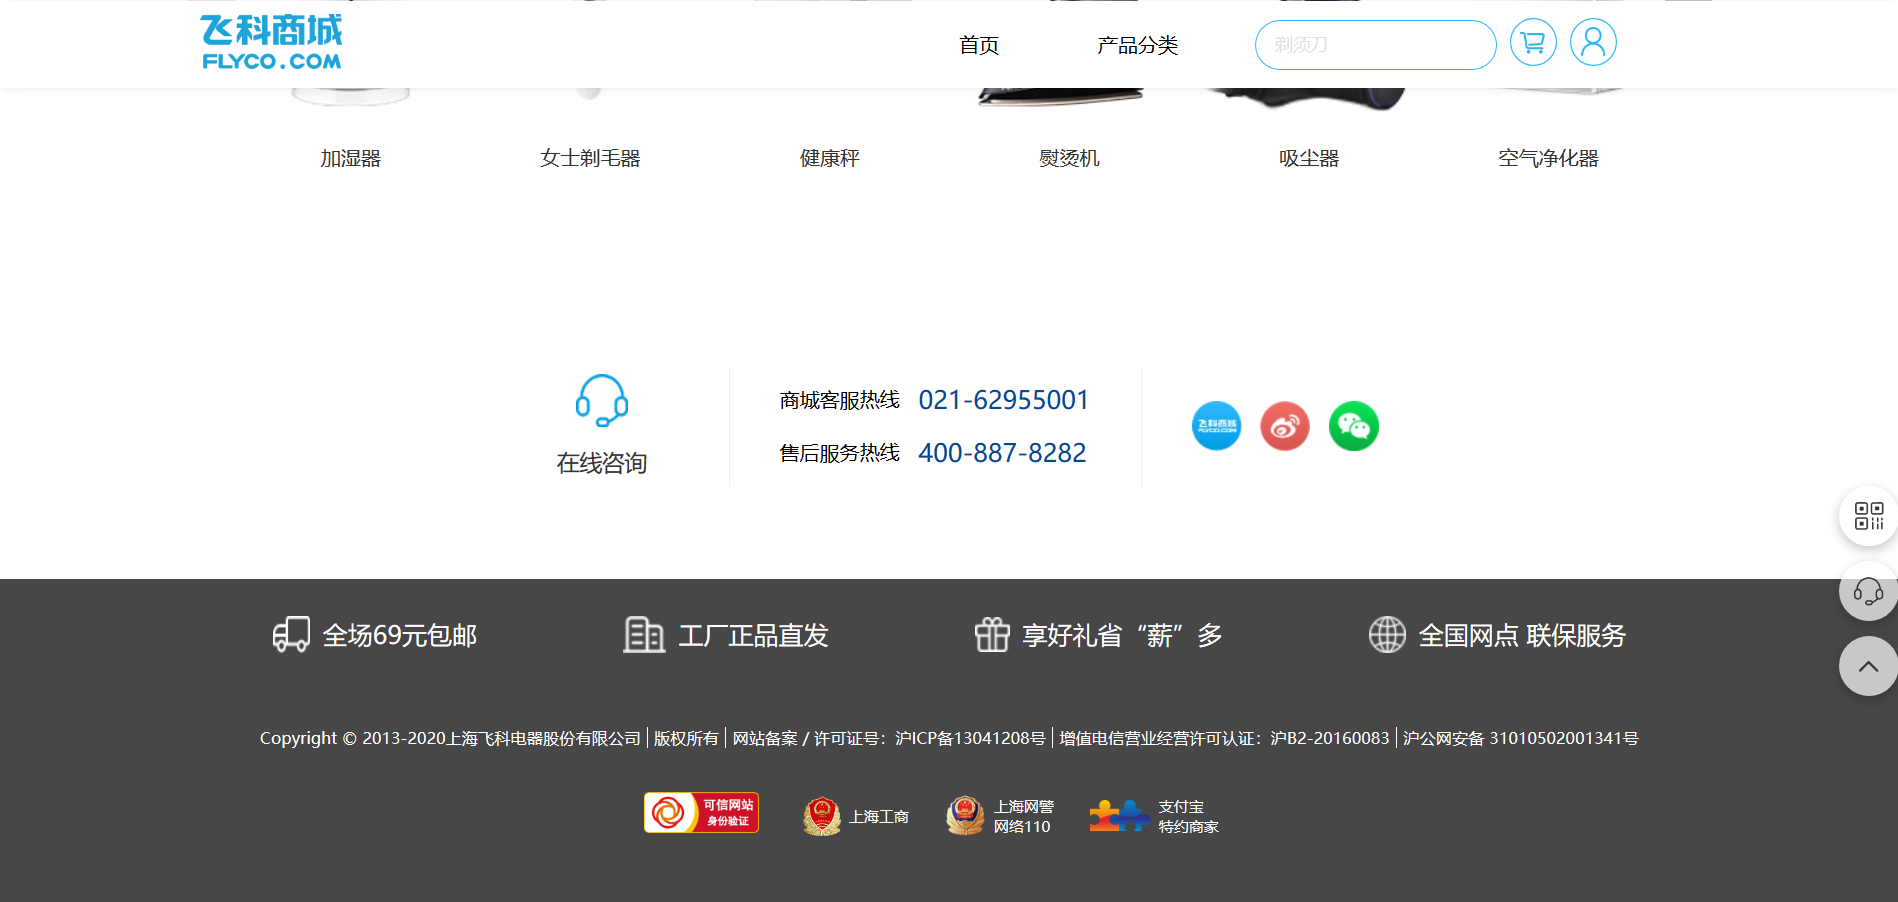 飞科商城
FLYCO.COM
首页
产品分类
剃须刀
加湿器
女士剃毛器
健康秤
熨烫机
吸尘器
空气净化器
在线咨询
商城客服热线 021-62955001
售后服务热线 400-887-8282
飞科商城
FLYCO.COM
全场69元包邮
工厂正品直发
享好礼省“薪”多
全国网点 联保服务
Copyright © 2013-2020上海飞科电器股份有限公司 | 版权所有 | 网站备案 / 许可证号：沪ICP备13041208号 | 增值电信营业经营许可认证：沪B2-20160083 | 沪公网安备 31010502001341号
可信网站
身份验证
上海工商
上海网警
网络110
支付宝
特约商家